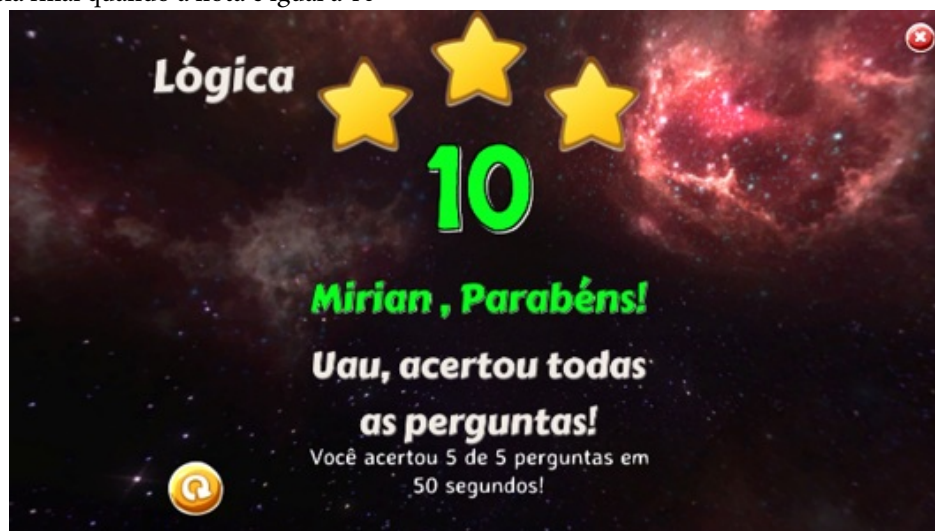 Lógica
10
Mirian , Parabéns!
Uau, acertou todas
as perguntas!
Você acertou 5 de 5 perguntas em
50 segundos!